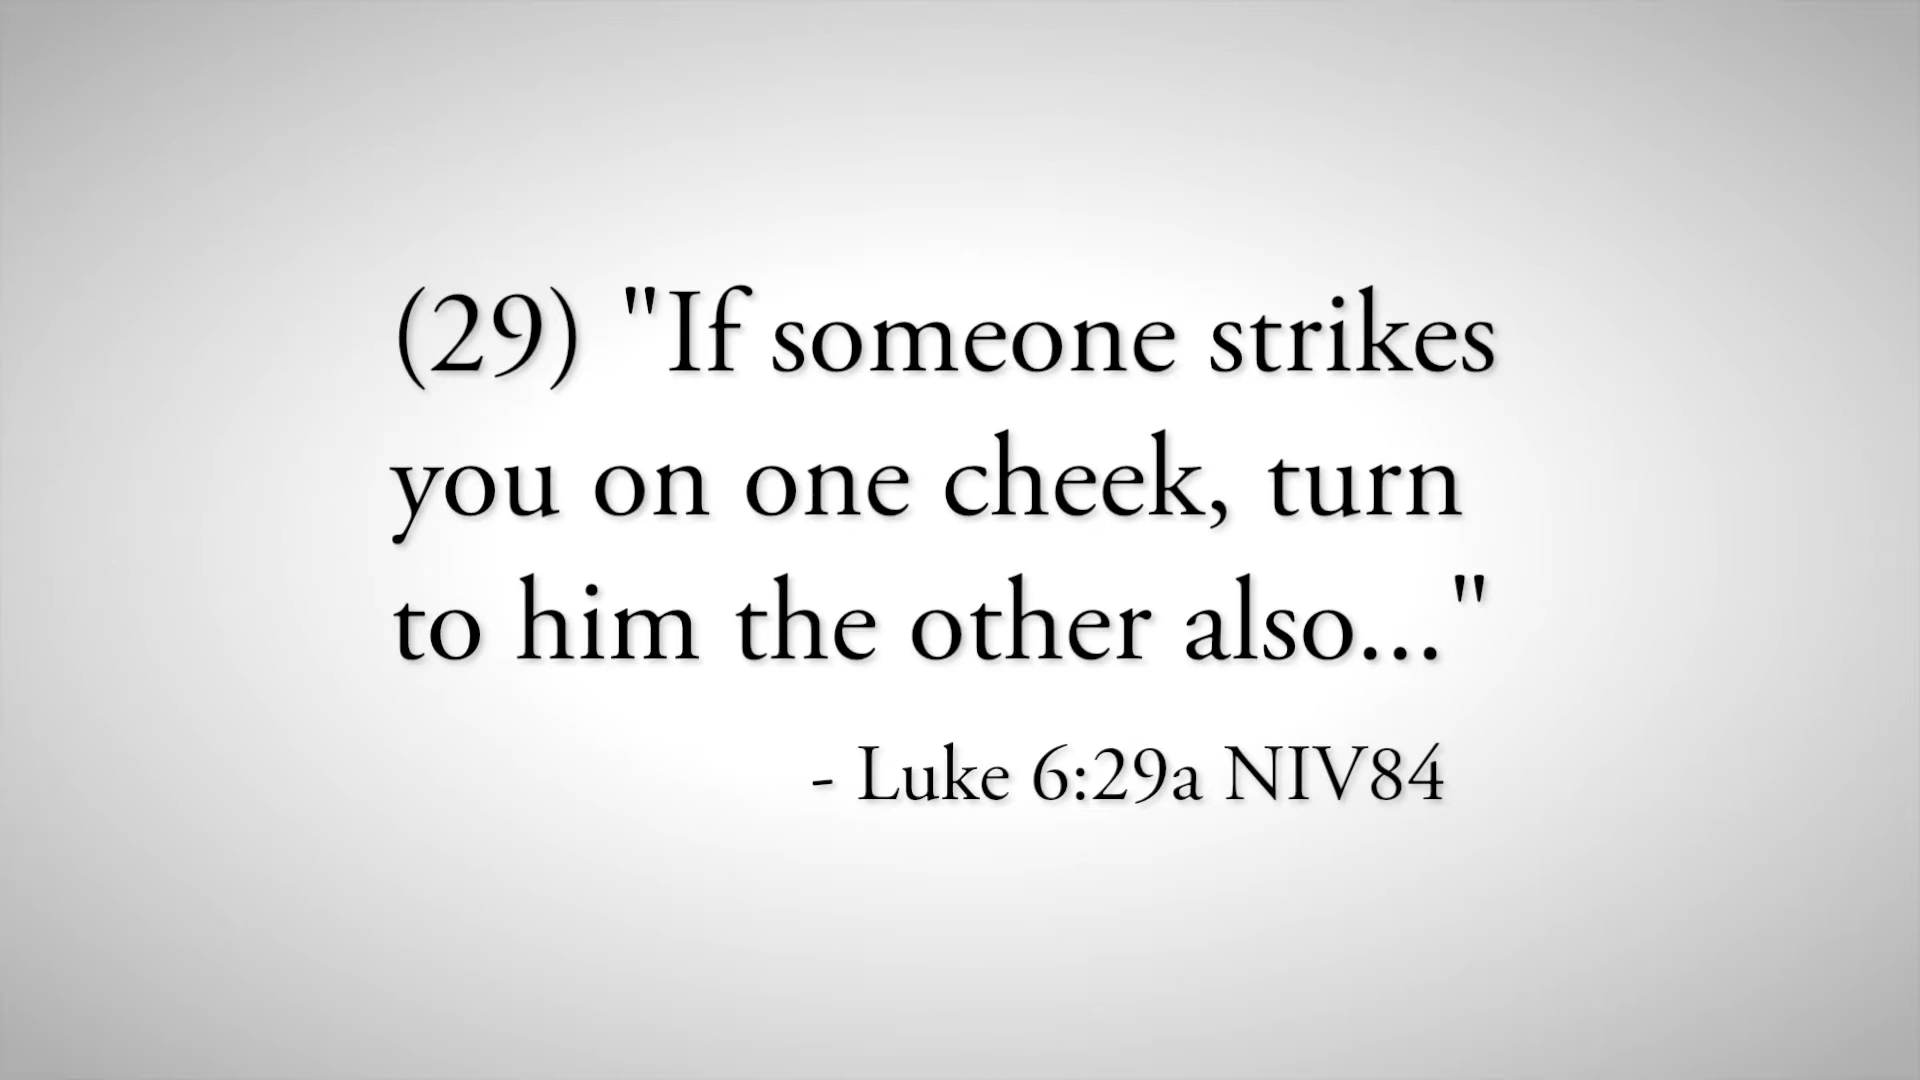 (29) "If someone strikes
you on one cheek, turn
to him the other also..."
- Luke 6:29a NIV84